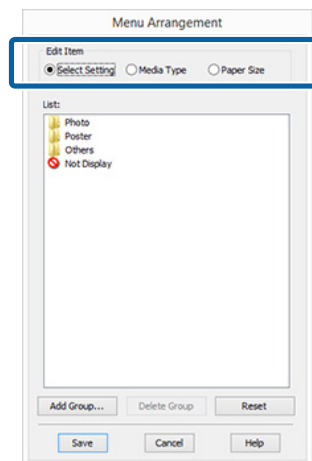 Menu Arrangement
Edit Item
Select Setting Media Type Paper Size
List:
Photo
Poster
Others
Not Display
Add Group... Delete Group Reset
Save Cancel Help